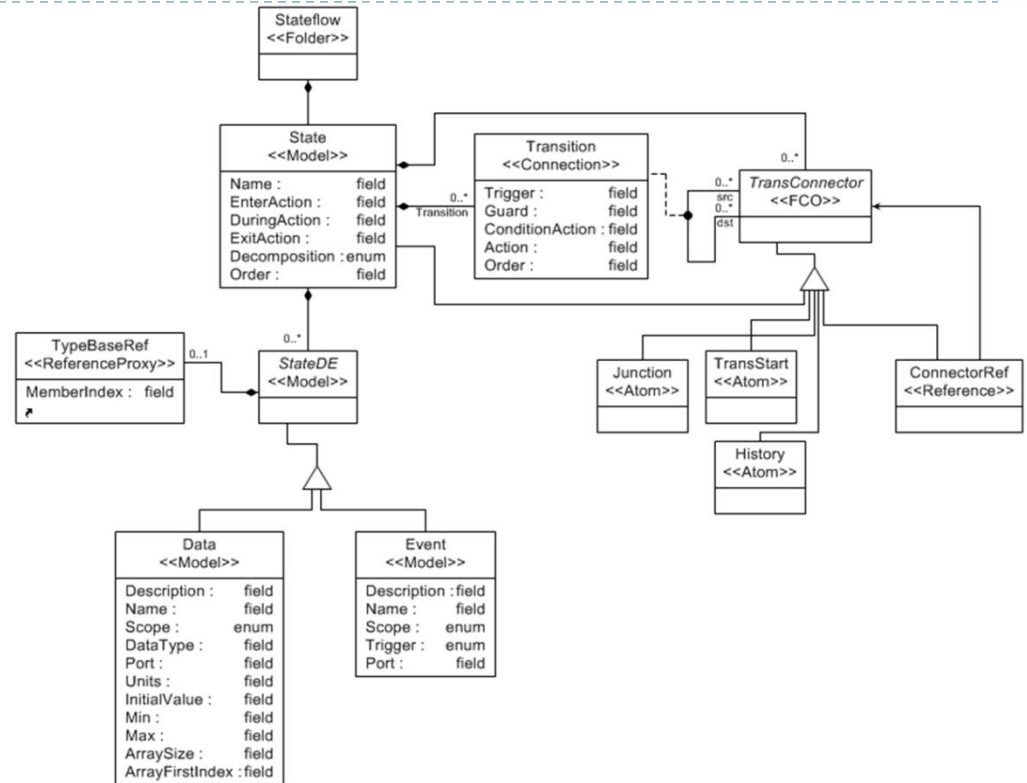 Stateflow
<<Folder>>
State
<<Model>>
Name : field
EnterAction : field
DuringAction : field
ExitAction : field
Decomposition : enum
Order : field
0..*
Transition
Transition
<<Connection>>
Trigger : field
Guard : field
ConditionAction : field
Action : field
Order : field
0..*
0..*
src
0..*
dst
TransConnector
<<FCO>>
TypeBaseRef
<<ReferenceProxy>>
MemberIndex : field
0..1
0..*
StateDE
<<Model>>
Junction
<<Atom>>
TransStart
<<Atom>>
ConnectorRef
<<Reference>>
History
<<Atom>>
Data
<<Model>>
Description : field
Name : field
Scope : enum
DataType : field
Port : field
Units : field
InitialValue : field
Min : field
Max : field
ArraySize : field
ArrayFirstIndex : field
Event
<<Model>>
Description : field
Name : field
Scope : enum
Trigger : enum
Port : field